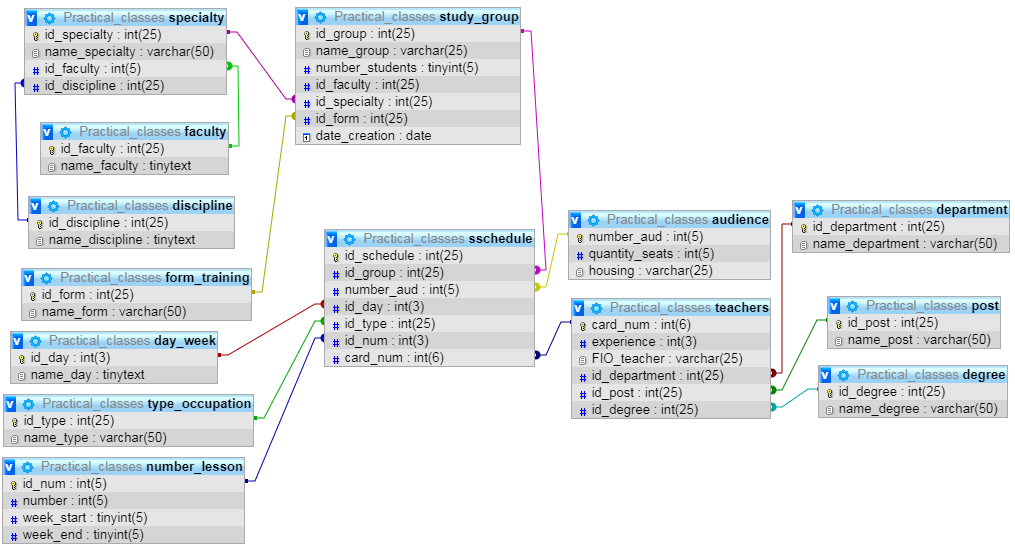 Practical_classes specialty
id_specialty : int(25)
name_specialty : varchar(50)
id_faculty : int(5)
id_discipline : int(25)
Practical_classes faculty
id_faculty : int(25)
name_faculty : tinytext
Practical_classes discipline
id_discipline : int(25)
name_discipline : tinytext
Practical_classes form_training
id_form : int(25)
name_form : varchar(50)
Practical_classes day_week
id_day : int(3)
name_day : tinytext
Practical_classes type_occupation
id_type : int(25)
name_type : varchar(50)
Practical_classes number_lesson
id_num : int(5)
number : int(5)
week_start : tinyint(5)
week_end : tinyint(5)
Practical_classes study_group
id_group : int(25)
name_group : varchar(25)
number_students : tinyint(5)
id_faculty : int(25)
id_specialty : int(25)
id_form : int(25)
date_creation : date
Practical_classes sschedule
id_schedule : int(25)
id_group : int(25)
number_aud : int(5)
id_day : int(3)
id_type : int(25)
id_num : int(3)
card_num : int(6)
Practical_classes audience
number_aud : int(5)
quantity_seats : int(5)
housing : varchar(25)
Practical_classes teachers
card_num : int(6)
experience : int(3)
FIO_teacher : varchar(25)
id_department : int(25)
id_post : int(25)
id_degree : int(25)
Practical_classes department
id_department : int(25)
name_department : varchar(50)
Practical_classes post
id_post : int(25)
name_post : varchar(50)
Practical_classes degree
id_degree : int(25)
name_degree : varchar(50)